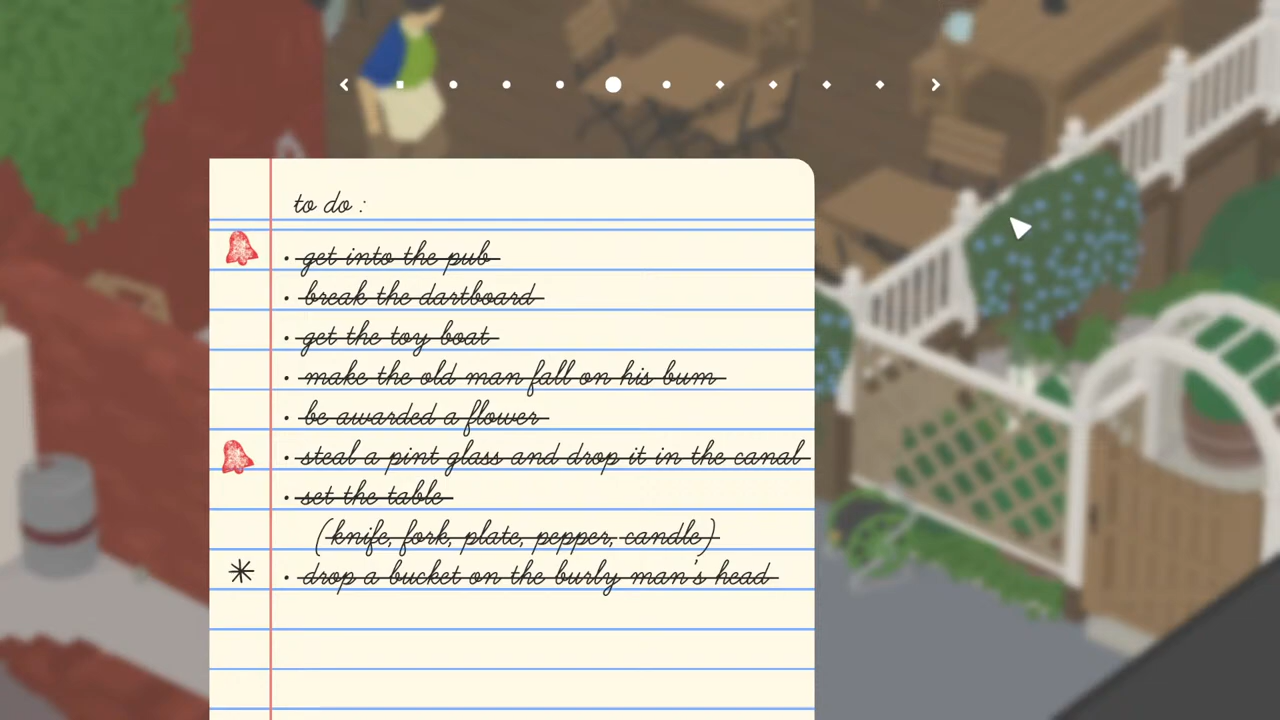 to do :
• get into the pub
• break the dartboard
• get the toy boat
• make the old man fall on his bum
• be awarded a flower
• steal a pint glass and drop it in the canal
• set the table
(knife, fork, plate, pepper, candle)
• drop a bucket on the burly man's head